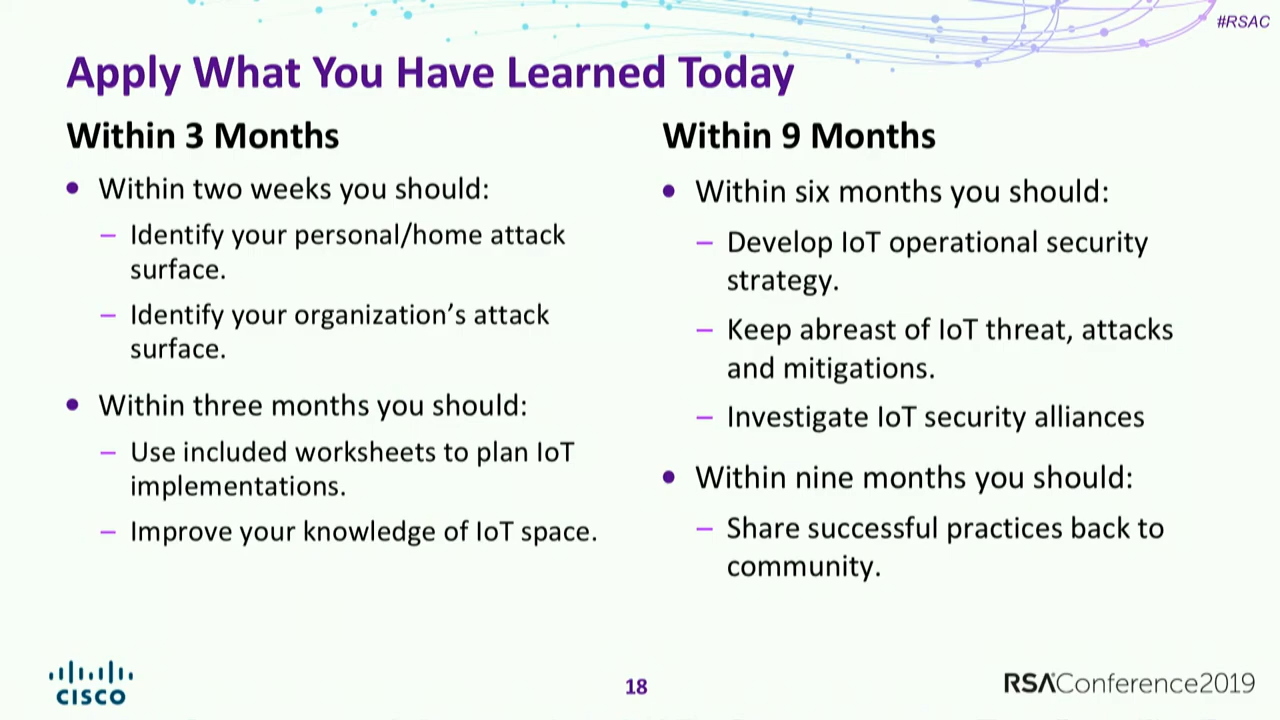 #RSAC
Apply What You Have Learned Today
Within 3 Months
• Within two weeks you should:
– Identify your personal/home attack
surface.
– Identify your organization’s attack
surface.
• Within three months you should:
– Use included worksheets to plan IoT
implementations.
– Improve your knowledge of IoT space.
Within 9 Months
• Within six months you should:
– Develop IoT operational security
strategy.
– Keep abreast of IoT threat, attacks
and mitigations.
– Investigate IoT security alliances
• Within nine months you should:
– Share successful practices back to
community.
CISCO
18
RSAConference2019